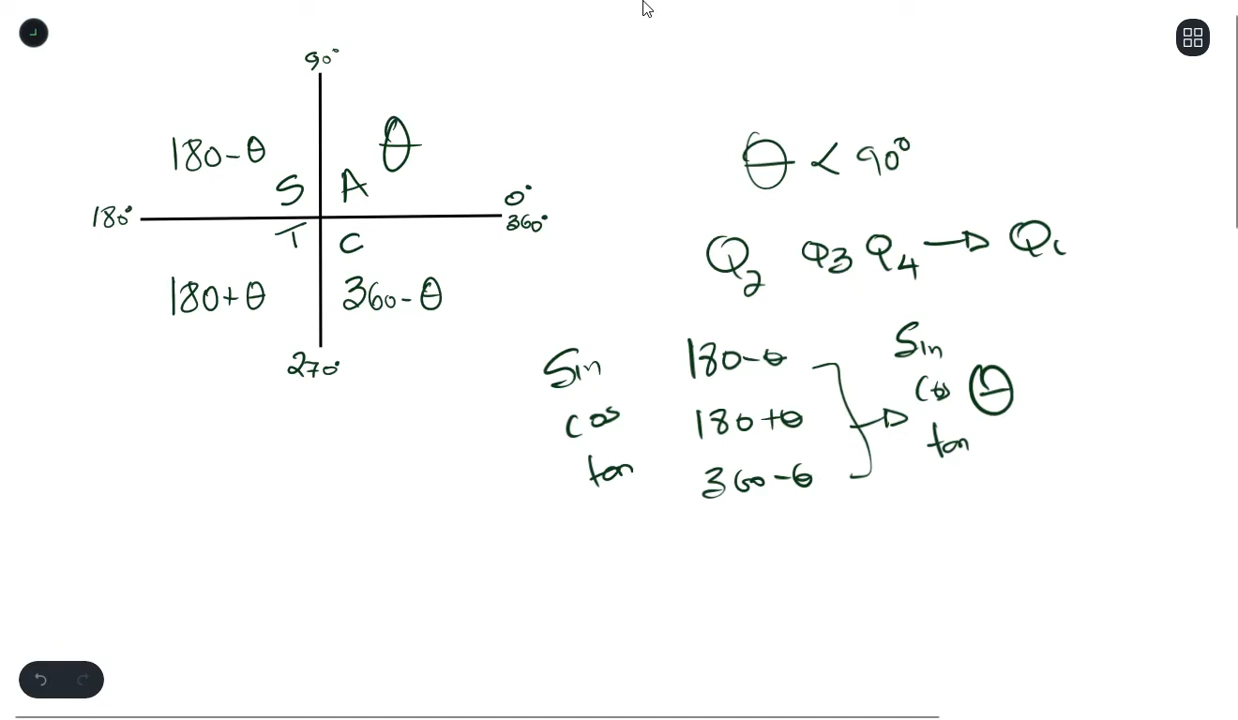 90°
180-θ
θ
S
A
180°
0°
360°
T
C
180+θ
360-θ
270°
θ < 90°
Q2 Q3 Q4 → Q1
Sin 180-θ
cos 180+θ
tan 360-θ
→
Sin
cos θ
tan